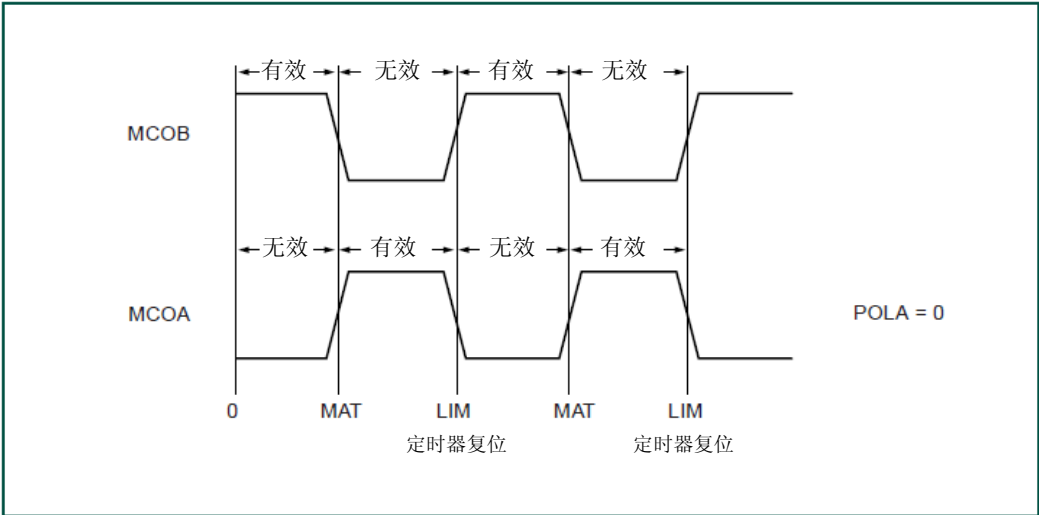 有效 无效 有效 无效
MCOB
无效 有效 无效 有效
MCOA
POLA = 0
0 MAT LIM MAT LIM
定时器复位 定时器复位